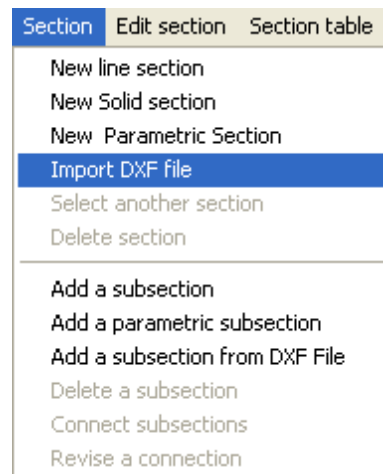 Section Edit section Section table
New line section
New Solid section
New Parametric Section
Import DXF file
Select another section
Delete section
Add a subsection
Add a parametric subsection
Add a subsection from DXF File
Delete a subsection
Connect subsections
Revise a connection